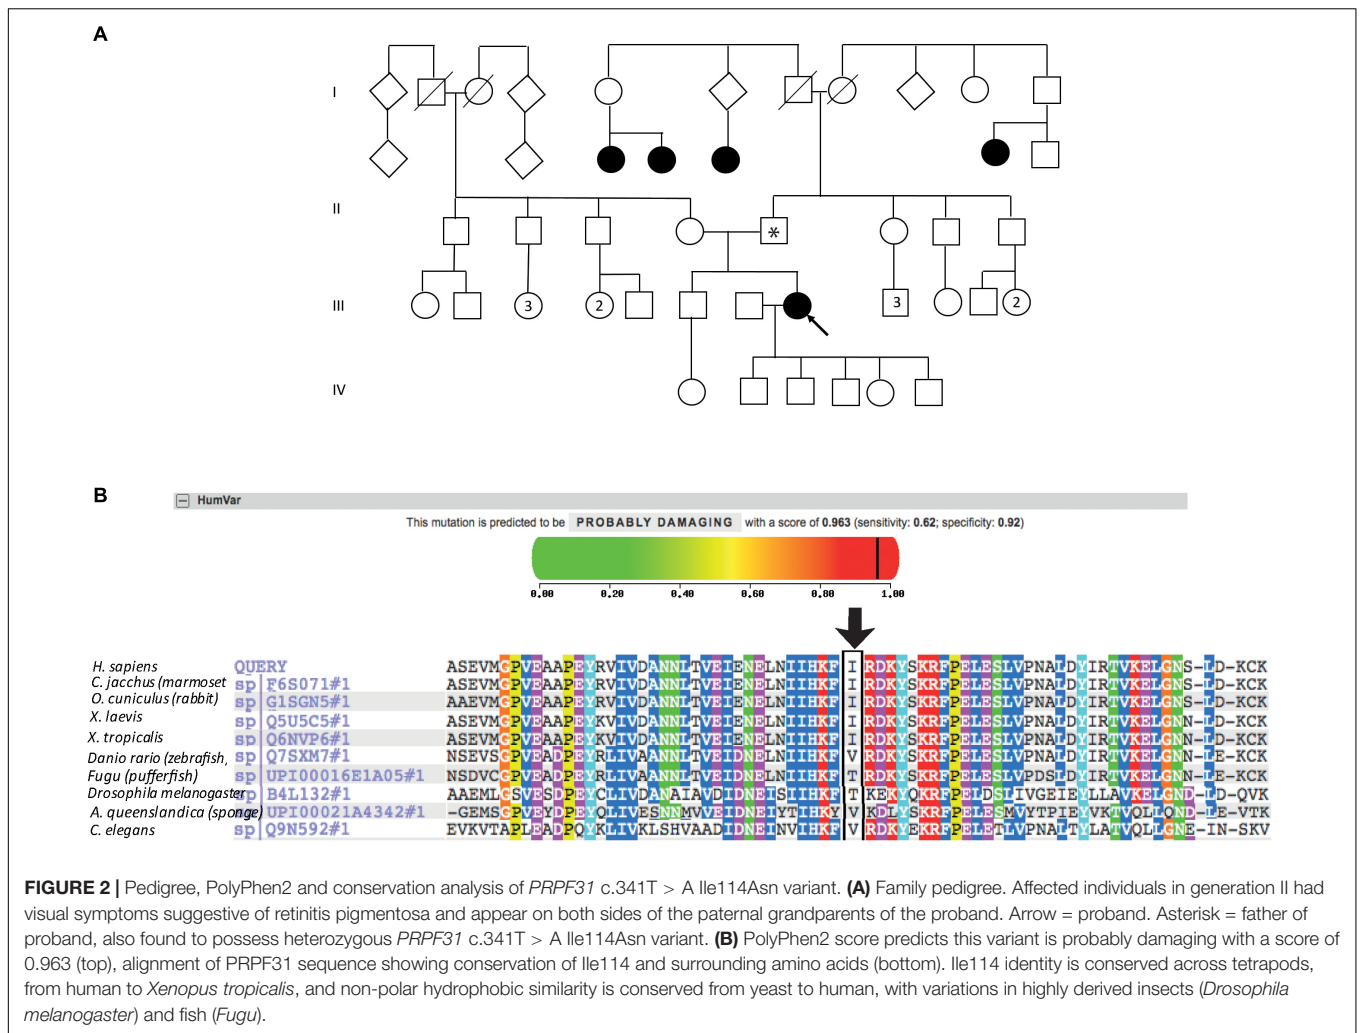 A
I
II
*
III
3
2
3
2
IV
B
HumVar
This mutation is predicted to be PROBABLY DAMAGING with a score of 0.963 (sensitivity: 0.62; specificity: 0.92)
0.00 0.20 0.40 0.60 0.80 1.00
H. sapiens QUERY ASEVMGPVEAAPEYRVIVDANNLTVEIENELNIIHKF I RDKYSKRFPELESLVPNALDYIRTVKELGNS-LD-KCK
C. jacchus (marmoset sp F6S071#1 ASEVMGPVEAAPEYRVIVDANNLTVEIENELNIIHKF I RDKYSKRFPELESLVPNALDYIRTVKELGNS-LD-KCK
O. cuniculus (rabbit) sp G1SGN5#1 AAEVMGPVEAAPEYRVIVDANNLTVEIENELNIIHKF I RDKYSKRFPELESLVPNALDYIRTVKELGNS-LD-KCK
X. laevis sp Q5U5C5#1 ASEVMGPVEAAPEYRVIVDANNLTVEIENELNIIHKF I RDKYSKRFPELESLVPNALDYIRTVKELGNN-LD-KCK
X. tropicalis sp Q6NVP6#1 ASEVMGPVEAAPEYKVIVDANNLTVEIENELNIIHKF I RDKYSKRFPELESLVPNALDYIRTVKELGNN-LD-KCK
Danio rario (zebrafish, sp Q7SXM7#1 NSEVSGPVEADPEYRLIVAANNLTVEIDNELNIIHKF V RDKYSKRFPELESLVPNALDYIRTVKELGNN-LE-KCK
Fugu (pufferfish) sp UPI00016E1A05#1 NSDVCGPVEADPEYRLIVAANNLTVEIDNELNIIHKF T RDKYSKRFPELESLVPDSLDYIRTVKELGNN-LE-KCK
Drosophila melanogaster sp B4L132#1 AAEMLGSVESDPEYCLIVDANAIAVDIDNEISIIHKF T KEKYQKRFPELDSLIVGEIEYLLAVKELGND-LD-QVK
A. queenslandica (sponge) sp UPI00021A4342#1 -GEMSGPVEYDPEYQLIVESNNMVVEIDNEIYTIHKY V KDLYSKRFPELESMVYTPIEYVKTVQLLQND-LE-VTK
C. elegans sp Q9N592#1 EVKVTAPLEADPQYKLIVKLSHVAADIDNEINVIHKF V RDKYEKRFPELETLVPNALTYLATVQLLGNE-IN-SKV
FIGURE 2 | Pedigree, PolyPhen2 and conservation analysis of PRPF31 c.341T > A Ile114Asn variant. (A) Family pedigree. Affected individuals in generation II had
visual symptoms suggestive of retinitis pigmentosa and appear on both sides of the paternal grandparents of the proband. Arrow = proband. Asterisk = father of
proband, also found to possess heterozygous PRPF31 c.341T > A Ile114Asn variant. (B) PolyPhen2 score predicts this variant is probably damaging with a score of
0.963 (top), alignment of PRPF31 sequence showing conservation of Ile114 and surrounding amino acids (bottom). Ile114 identity is conserved across tetrapods,
from human to Xenopus tropicalis, and non-polar hydrophobic similarity is conserved from yeast to human, with variations in highly derived insects (Drosophila
melanogaster) and fish (Fugu).